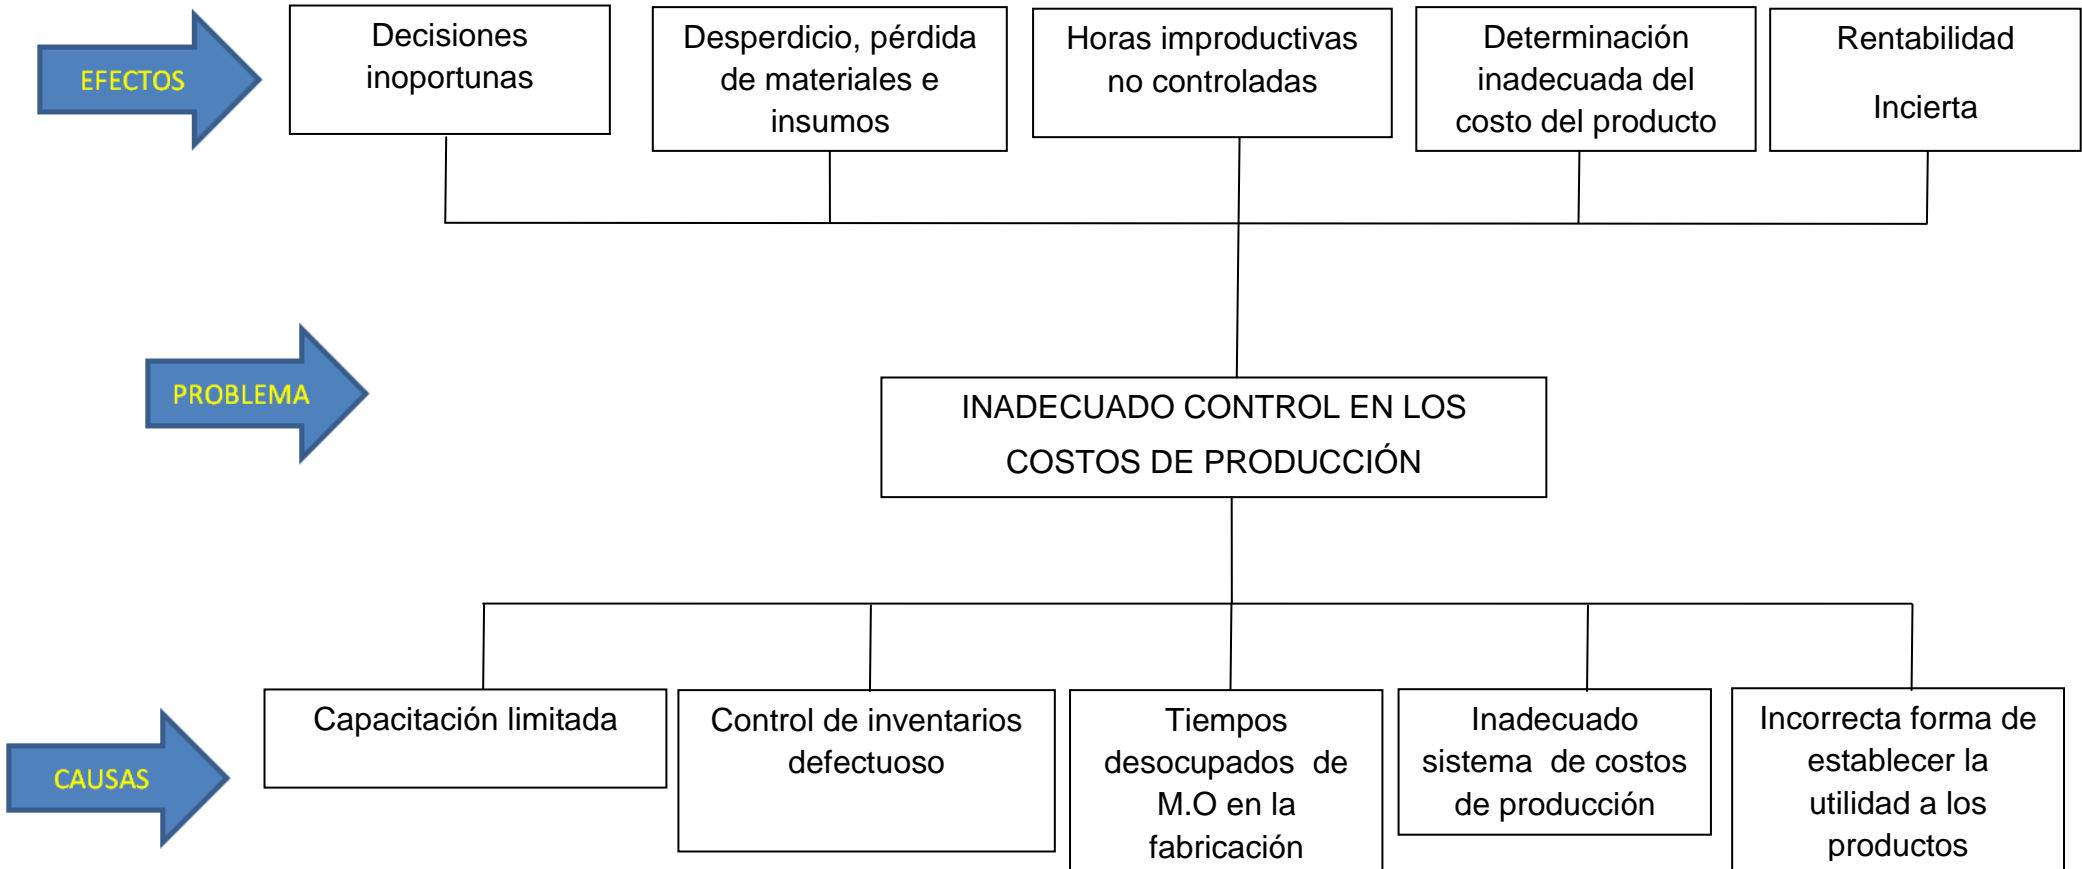 EFECTOS
Decisiones
inoportunas
Desperdicio, pérdida
de materiales e
insumos
Horas improductivas
no controladas
Determinación
inadecuada del
costo del producto
Rentabilidad
Incierta
PROBLEMA
INADECUADO CONTROL EN LOS
COSTOS DE PRODUCCIÓN
CAUSAS
Capacitación limitada
Control de inventarios
defectuoso
Tiempos
desocupados de
M.O en la
fabricación
Inadecuado
sistema de costos
de producción
Incorrecta forma de
establecer la
utilidad a los
productos